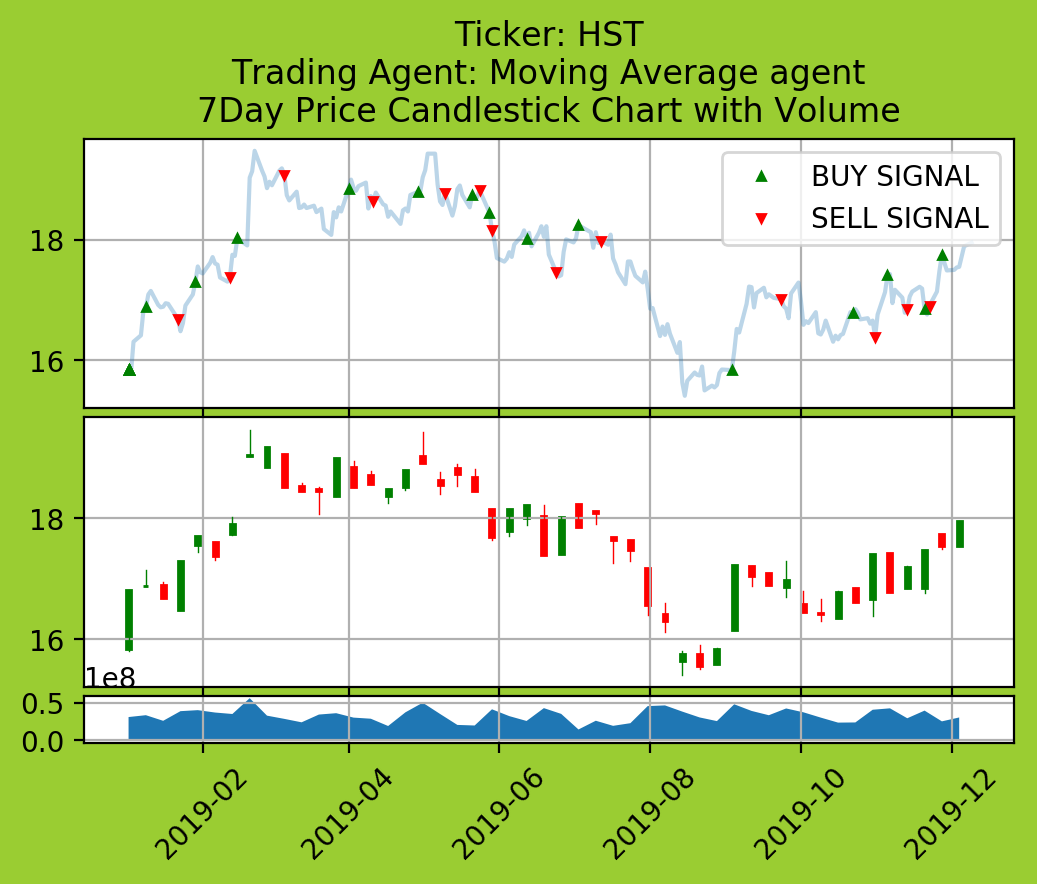 Ticker: HST
Trading Agent: Moving Average agent
7Day Price Candlestick Chart with Volume
BUY SIGNAL
SELL SIGNAL
18
16
18
16
1e8
0.5
0.0
2019-02
2019-04
2019-06
2019-08
2019-10
2019-12